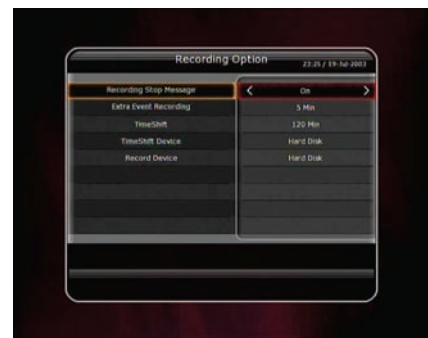 Recording Option
23:25 / 19-Jul-2003
Recording Stop Message On
Extra Event Recording 5 Min
TimeShift 120 Min
TimeShift Device Hard Disk
Record Device Hard Disk